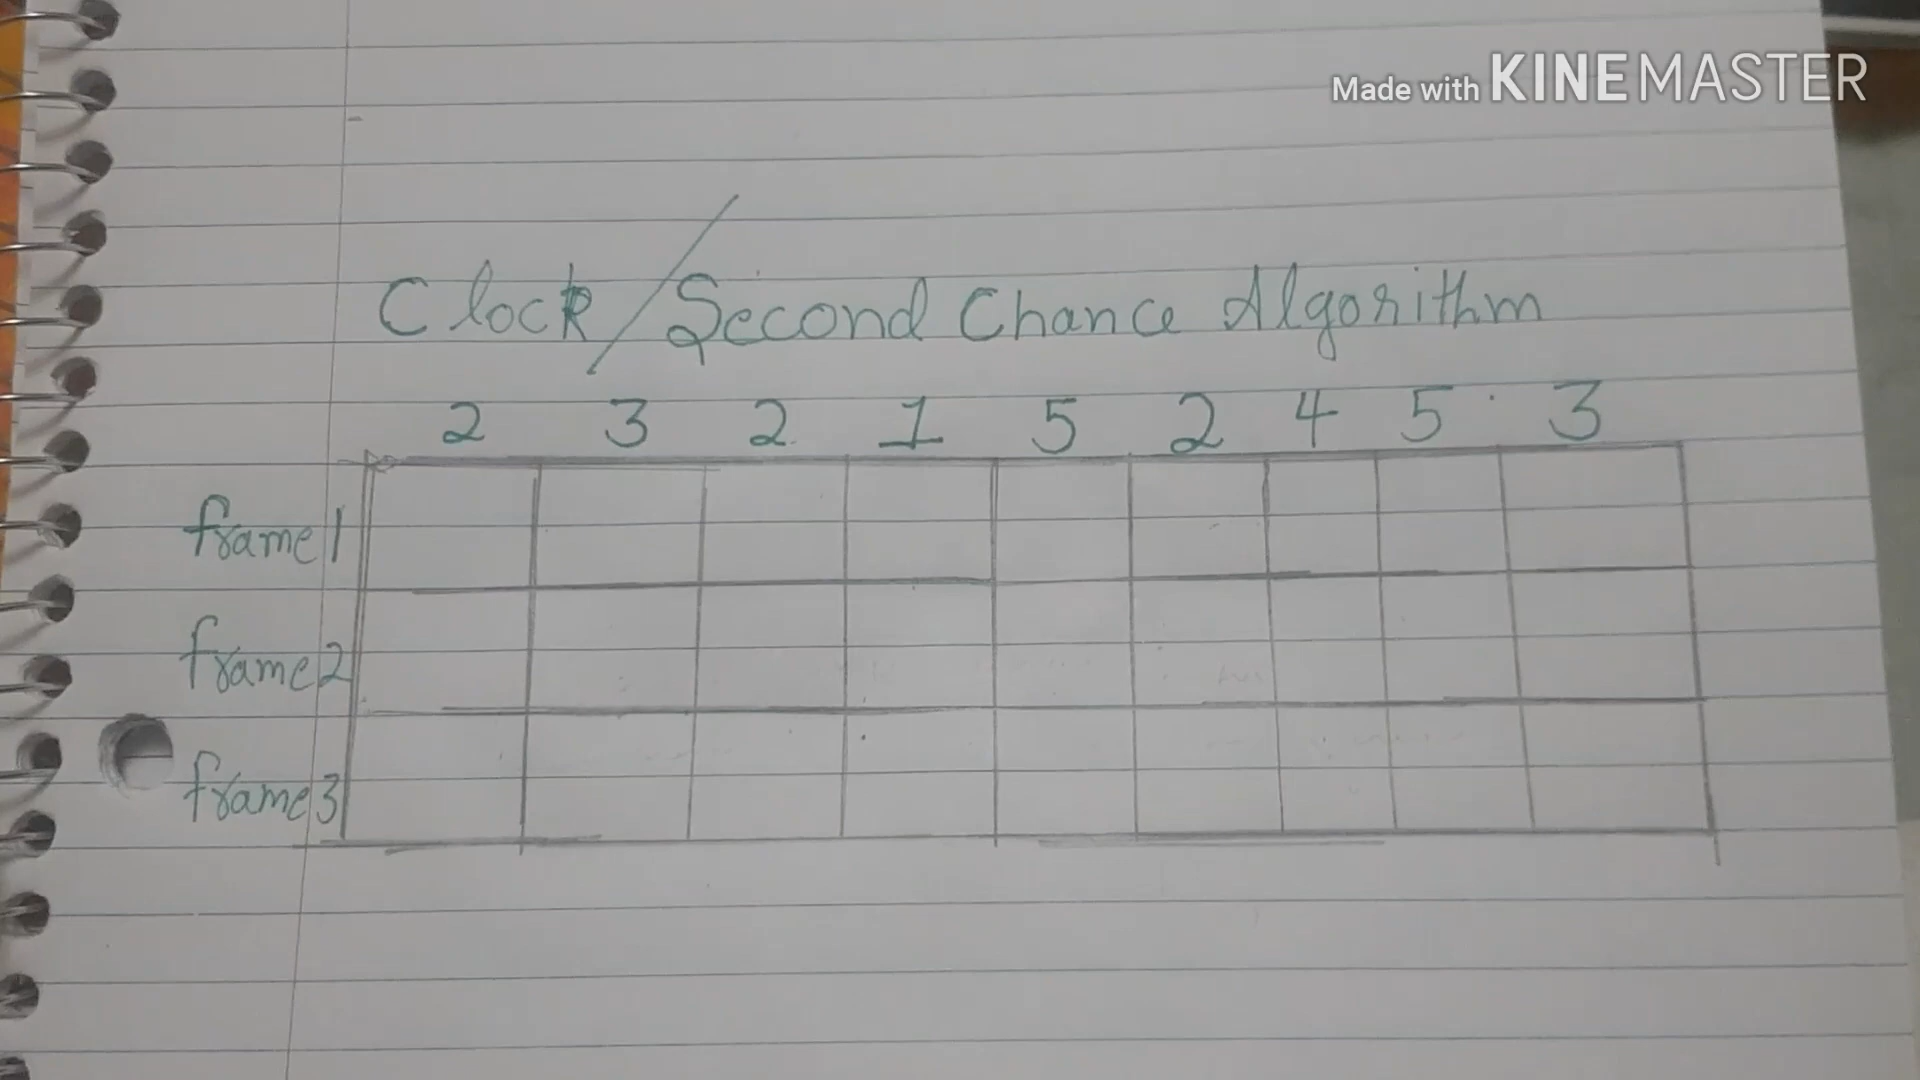 Made with KINEMASTER
Clock/Second Chance Algorithm
2 3 2 1 5 2 4 5 3
frame 1
frame 2
frame 3